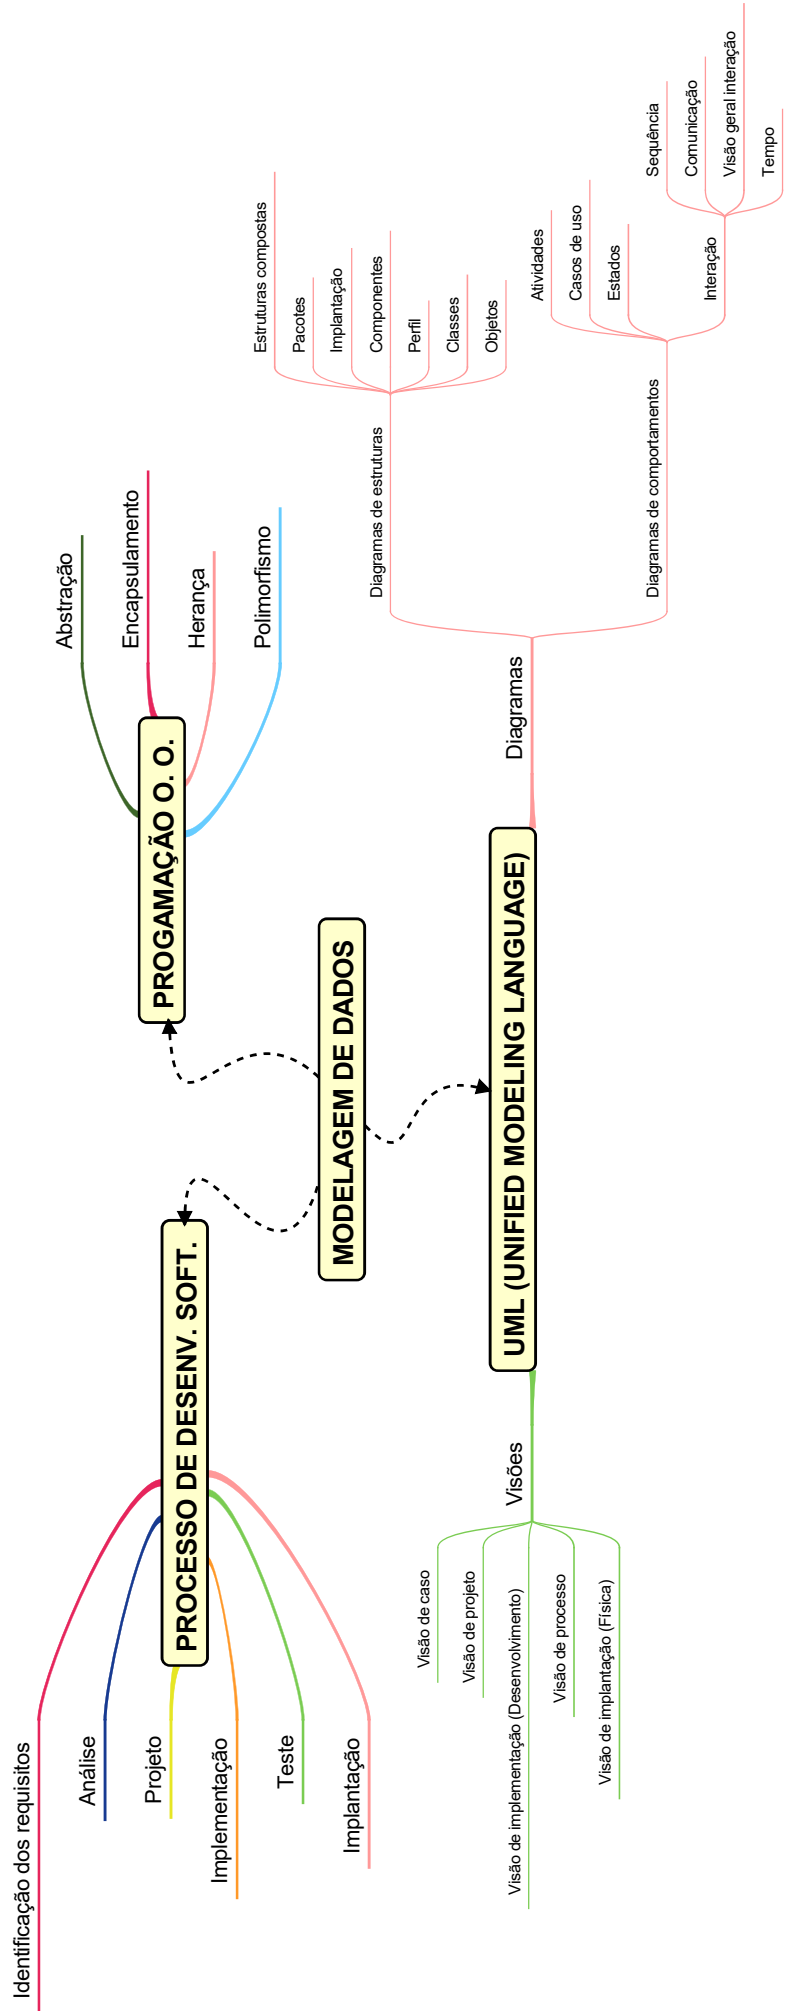 Identificação dos requisitos
Análise
Projeto
Implementação
Teste
Implantação
PROCESSO DE DESENV. SOFT.
PROGAMAÇÃO O. O.
Abstração
Encapsulamento
Herança
Polimorfismo
MODELAGEM DE DADOS
UML (UNIFIED MODELING LANGUAGE)
Visões
Visão de caso
Visão de projeto
Visão de implementação (Desenvolvimento)
Visão de processo
Visão de implantação (Física)
Diagramas
Diagramas de estruturas
Estruturas compostas
Pacotes
Implantação
Componentes
Perfil
Classes
Objetos
Diagramas de comportamentos
Atividades
Casos de uso
Estados
Interação
Sequência
Comunicação
Visão geral interação
Tempo